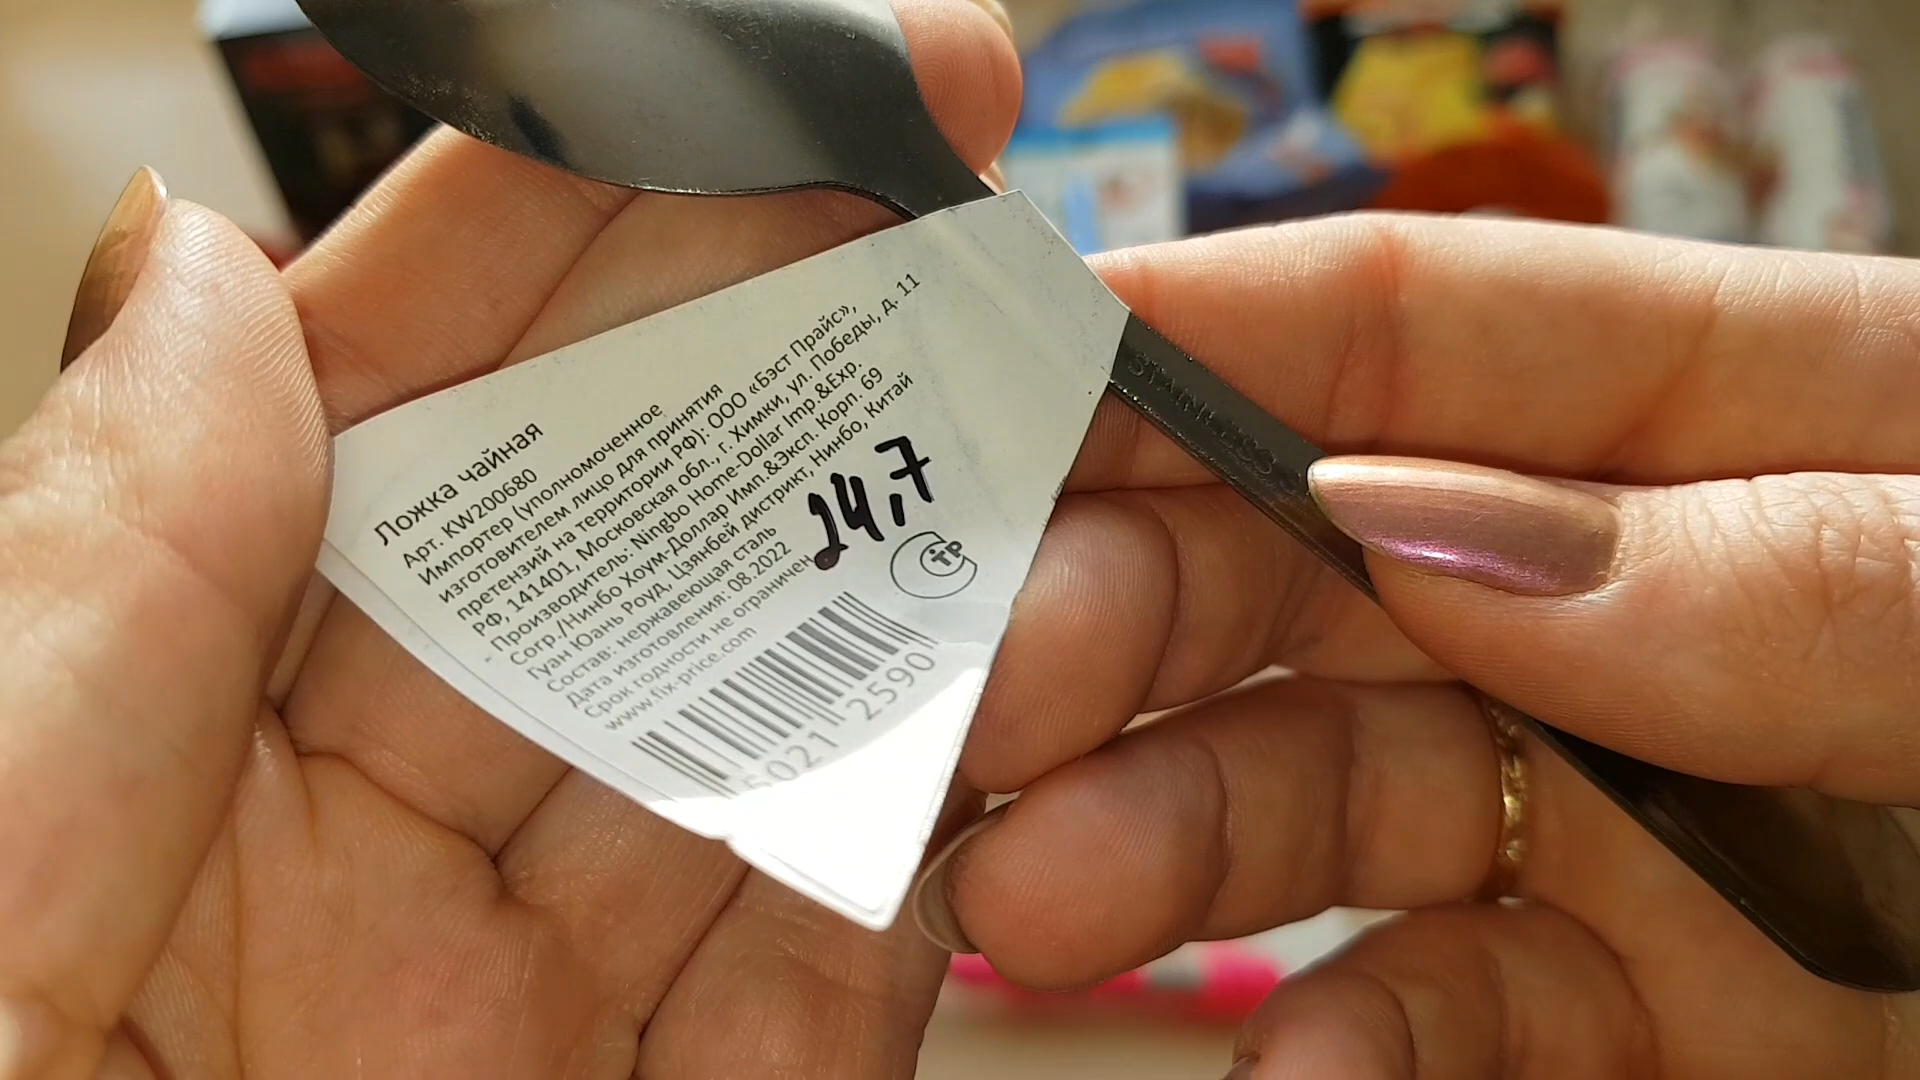 Ложка чайная
Арт. KW200680
Импортер (уполномоченное
изготовителем лицо для принятия
претензий на территории РФ): ООО «Бэст Прайс»,
РФ, 141401, Московская обл., г. Химки, ул. Победы, д. 11
Производитель: Ningbo Home-Dollar Imp.&Exp.
Corp./Нинбо Хоум-Доллар Имп.&Эксп. Корп. 69
Гуан Юань Роуд, Цзянбей дистрикт, Нинбо, Китай
Состав: нержавеющая сталь
Дата изготовления: 08.2022
Срок годности не ограничен
www.fix-price.com
24,7
СТР
5021 2590
STAINLESS